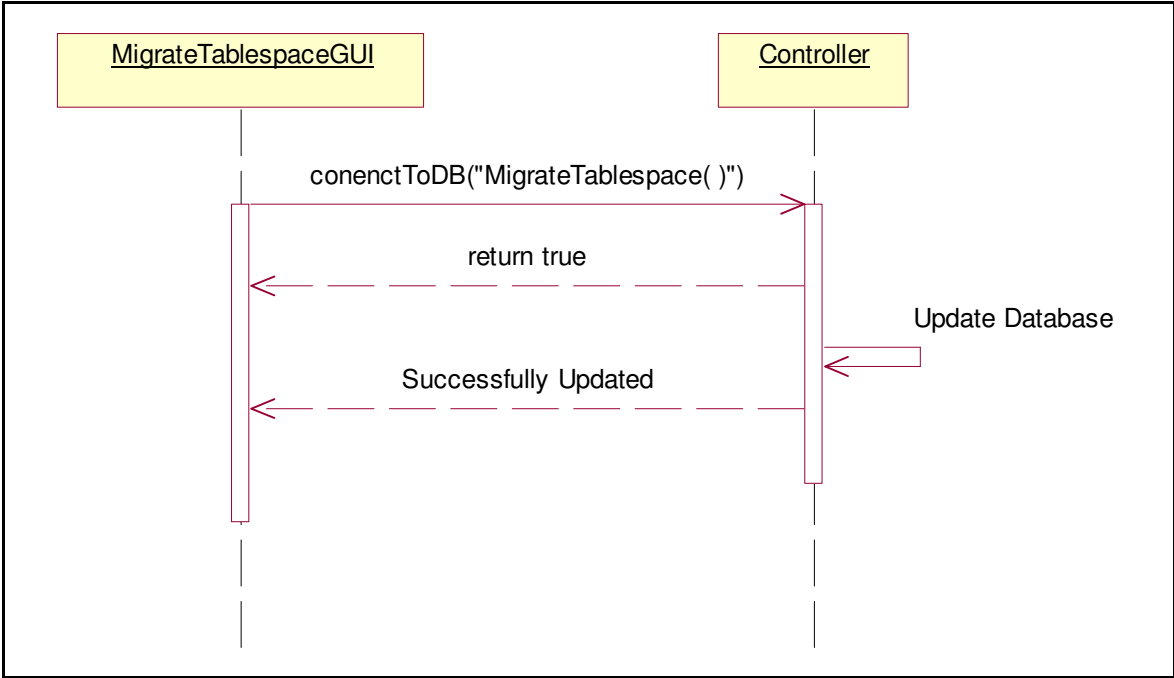 MigrateTablespaceGUI
Controller
conenctToDB("MigrateTablespace( )")
return true
Update Database
Successfully Updated